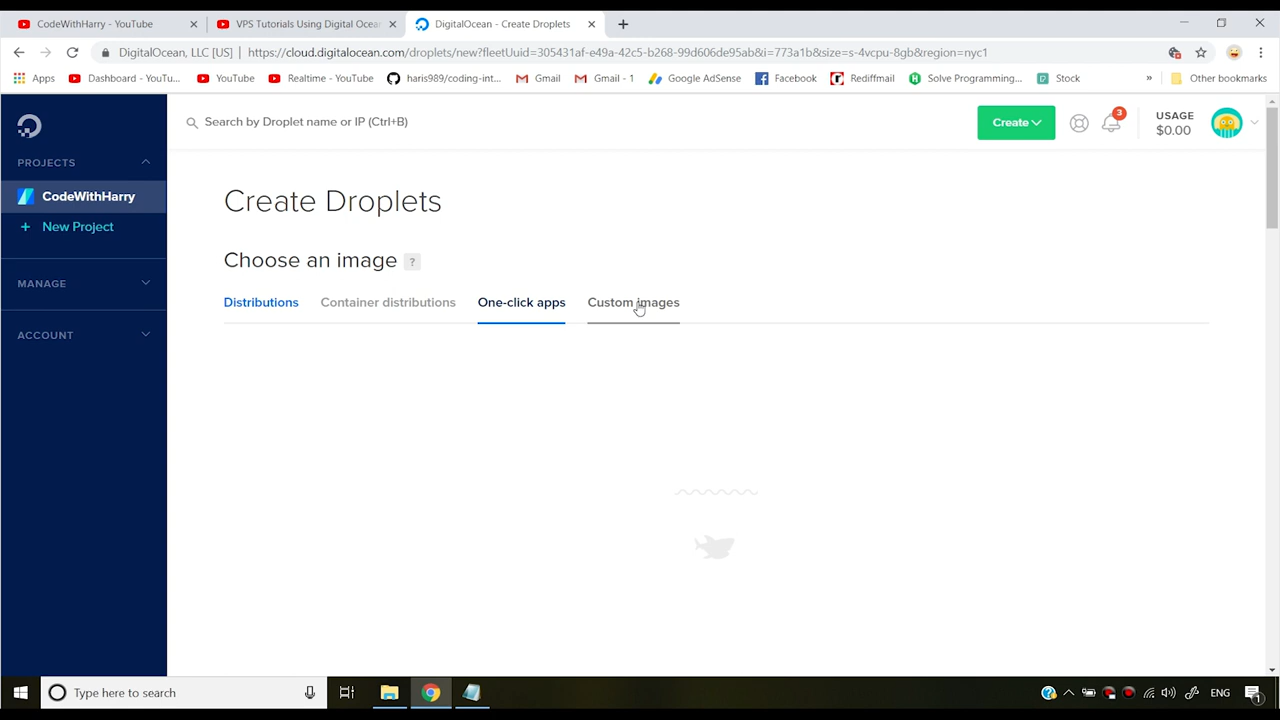 CodeWithHarry - YouTube
VPS Tutorials Using Digital Ocea
DigitalOcean - Create Droplets
DigitalOcean, LLC [US] | https://cloud.digitalocean.com/droplets/new?fleetUuid=305431af-e49a-42c5-b268-99d606de95ab&i=773a1b&size=s-4vcpu-8gb&region=nyc1
Apps Dashboard - YouTu... YouTube Realtime - YouTube haris989/coding-int... Gmail Gmail - 1 Google AdSense Facebook Rediffmail Solve Programming... Stock » Other bookmarks
Search by Droplet name or IP (Ctrl+B)
Create
3
USAGE
$0.00
PROJECTS
CodeWithHarry
+ New Project
MANAGE
ACCOUNT
Create Droplets
Choose an image ?
Distributions Container distributions One-click apps Custom images
Type here to search
ENG
1